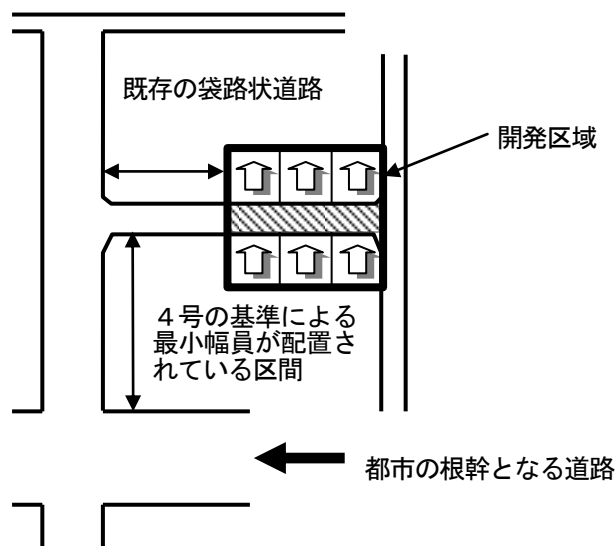 既存の袋路状道路
開発区域
４号の基準による
最小幅員が配置さ
れている区間
都市の根幹となる道路